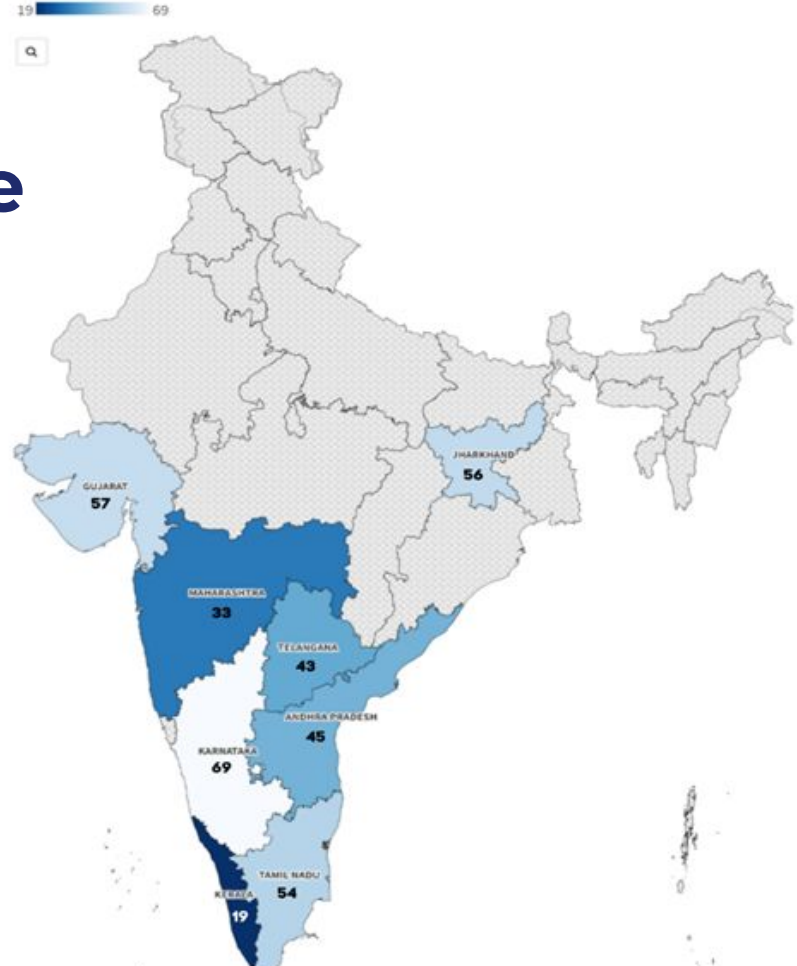 19 69
e
JHARKHAND
56
GUJARAT
57
MAHARASHTRA
33
TELANGANA
43
ANDHRA PRADESH
45
KARNATAKA
69
TAMIL NADU
54
KERALA
19